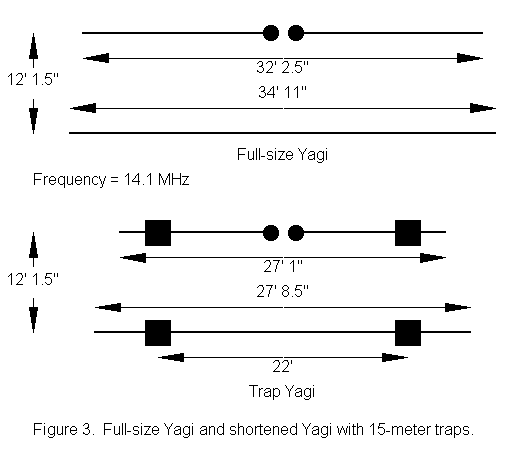 32' 2.5"
12' 1.5"
34' 11"
Full-size Yagi
Frequency = 14.1 MHz
27' 1"
12' 1.5"
27' 8.5"
22'
Trap Yagi
Figure 3.  Full-size Yagi and shortened Yagi with 15-meter traps.